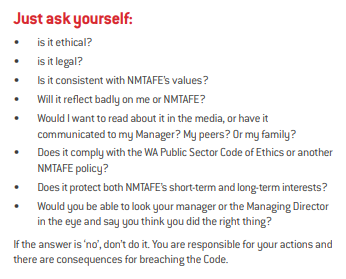 Just ask yourself:
• is it ethical?
• is it legal?
• Is it consistent with NMTAFE's values?
• Will it reflect badly on me or NMTAFE?
• Would I want to read about it in the media, or have it
communicated to my Manager? My peers? Or my family?
• Does it comply with the WA Public Sector Code of Ethics or another
NMTAFE policy?
• Does it protect both NMTAFE's short-term and long-term interests?
• Would you be able to look your manager or the Managing Director
in the eye and say you think you did the right thing?
If the answer is 'no', don't do it. You are responsible for your actions and
there are consequences for breaching the Code.